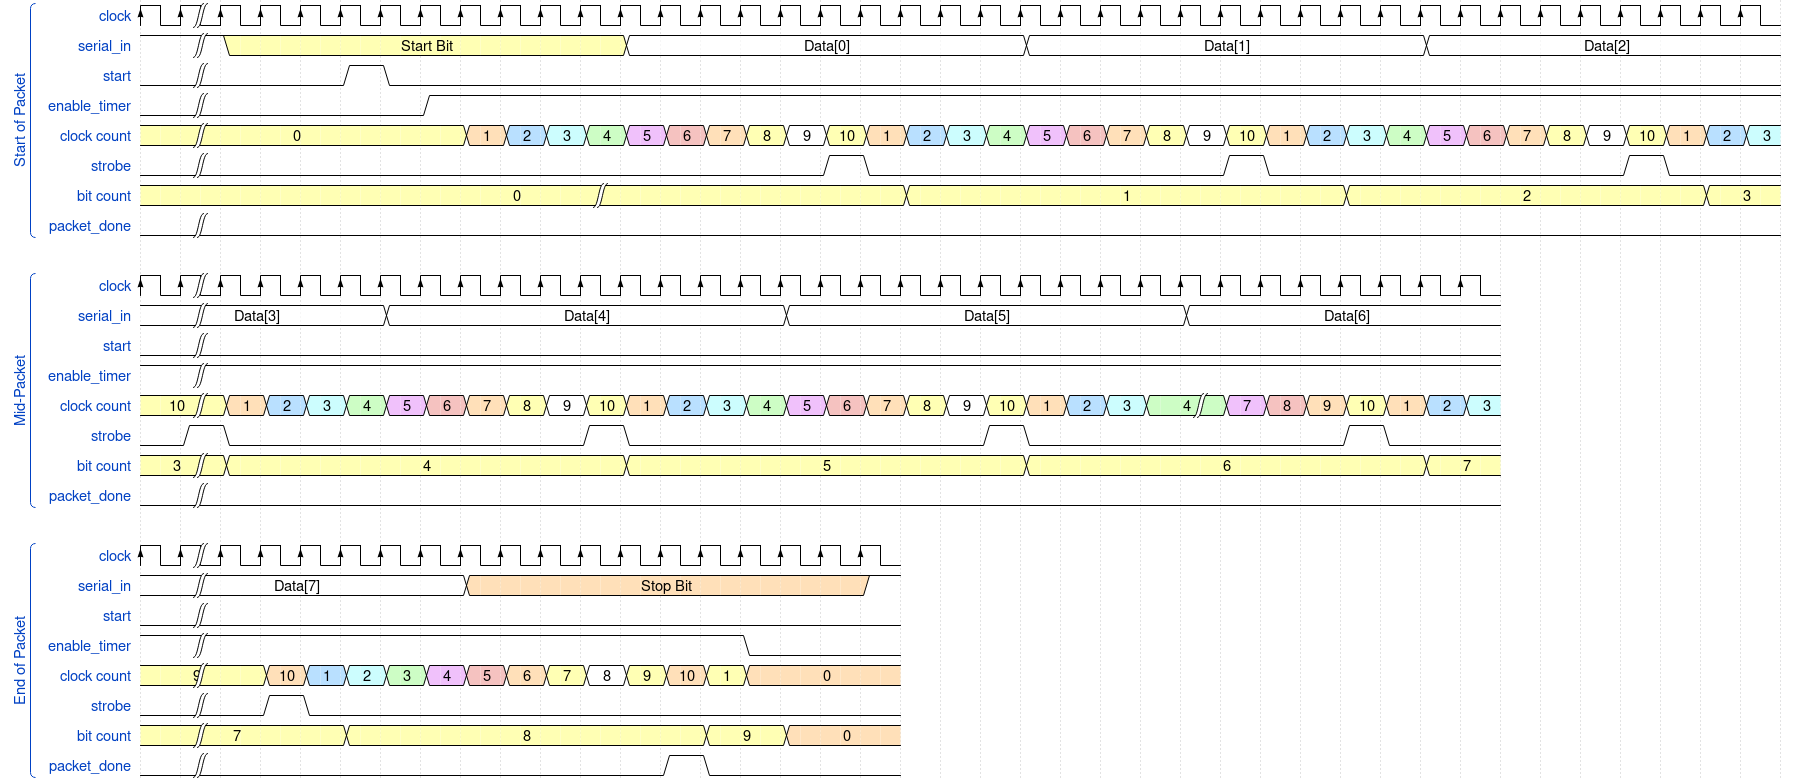 Start of Packet
clock
serial_in Start Bit Data[0] Data[1] Data[2]
start
enable_timer
clock count 0 1 2 3 4 5 6 7 8 9 10 1 2 3 4 5 6 7 8 9 10 1 2 3 4 5 6 7 8 9 10 1 2 3
strobe
bit count 0 1 2 3
packet_done
Mid-Packet
clock
serial_in Data[3] Data[4] Data[5] Data[6]
start
enable_timer
clock count 10 1 2 3 4 5 6 7 8 9 10 1 2 3 4 5 6 7 8 9 10 1 2 3 4 7 8 9 10 1 2 3
strobe
bit count 3 4 5 6 7
packet_done
End of Packet
clock
serial_in Data[7] Stop Bit
start
enable_timer
clock count 9 10 1 2 3 4 5 6 7 8 9 10 1 0
strobe
bit count 7 8 9 0
packet_done